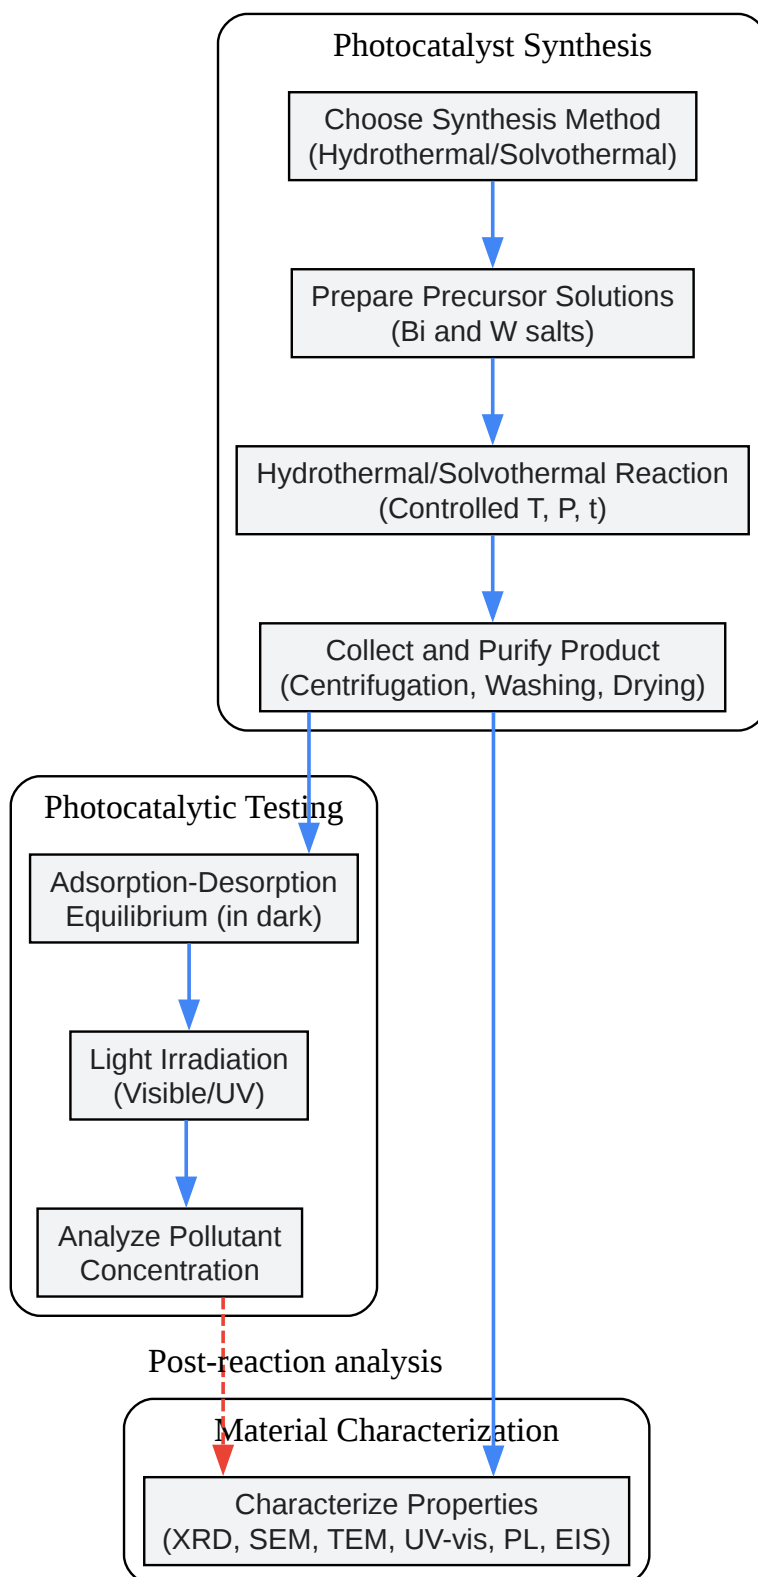 Photocatalyst Synthesis
Choose Synthesis Method
(Hydrothermal/Solvothermal)
Prepare Precursor Solutions
(Bi and W salts)
Hydrothermal/Solvothermal Reaction
(Controlled T, P, t)
Collect and Purify Product
(Centrifugation, Washing, Drying)
Photocatalytic Testing
Adsorption-Desorption
Equilibrium (in dark)
Light Irradiation
(Visible/UV)
Analyze Pollutant
Concentration
Post-reaction analysis
Material Characterization
Characterize Properties
(XRD, SEM, TEM, UV-vis, PL, EIS)